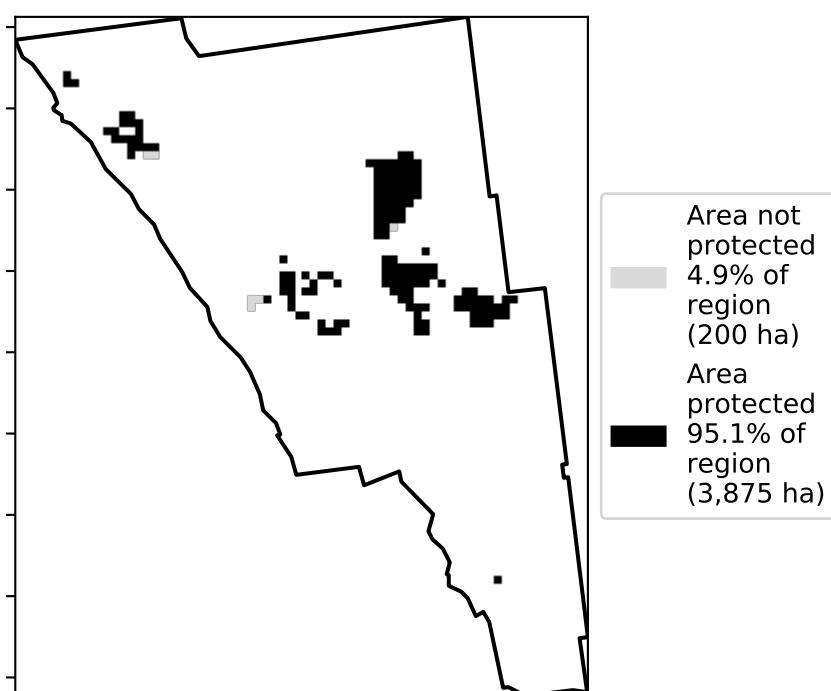 Area not
protected
4.9% of
region
(200 ha)
Area
protected
95.1% of
region
(3,875 ha)